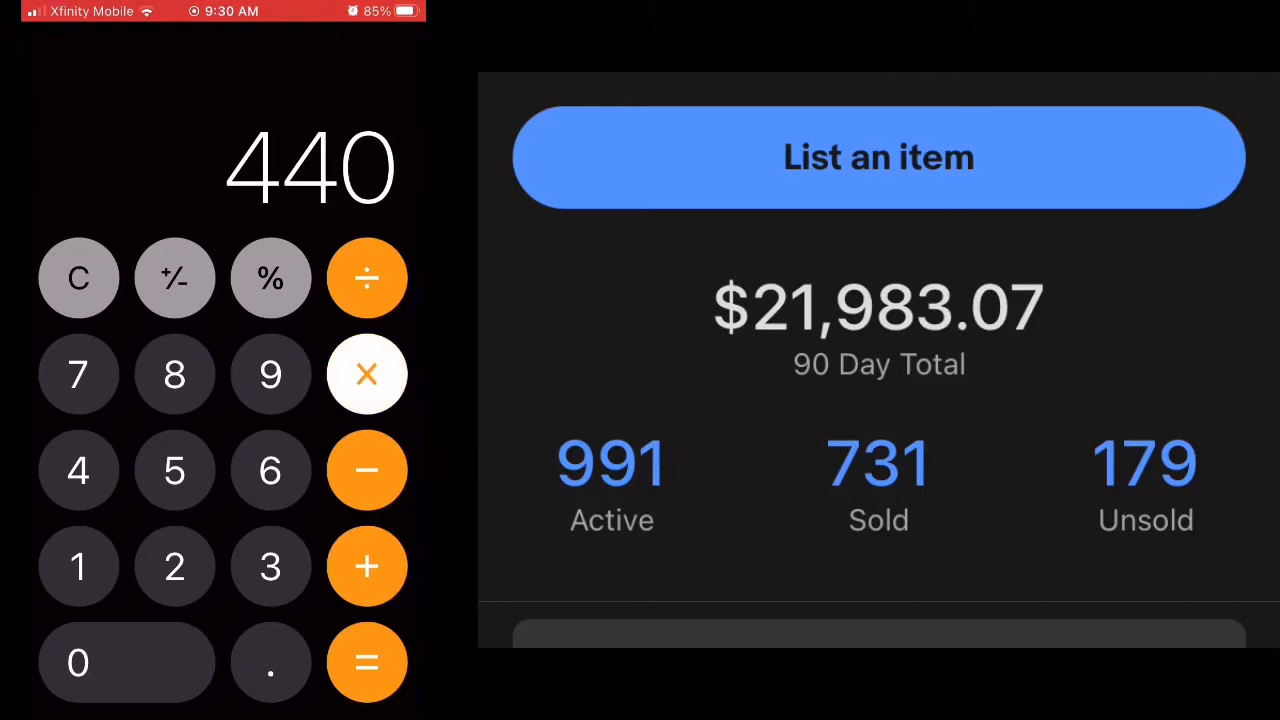 Xfinity Mobile 9:30 AM 85%
440
C +/- % ÷
7 8 9 ×
4 5 6 −
1 2 3 +
0 . =
List an item
$21,983.07
90 Day Total
991 731 179
Active Sold Unsold